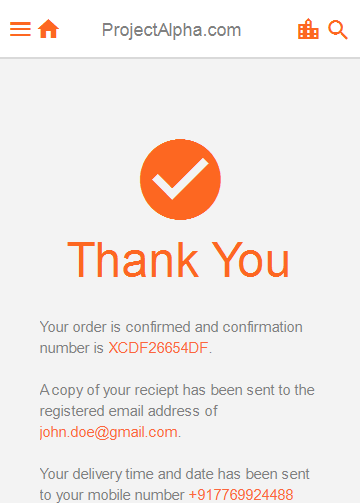 ProjectAlpha.com
Thank You
Your order is confirmed and confirmation
number is XCDF26654DF.
A copy of your reciept has been sent to the
registered email address of
john.doe@gmail.com.
Your delivery time and date has been sent
to your mobile number +917769924488